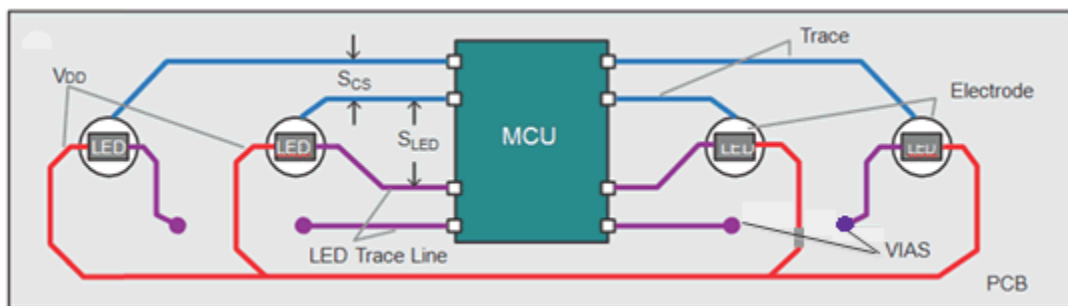 Trace
VDD
SCS
Electrode
SLED
MCU
LED
LED
LED
LED
LED Trace Line
VIAS
PCB